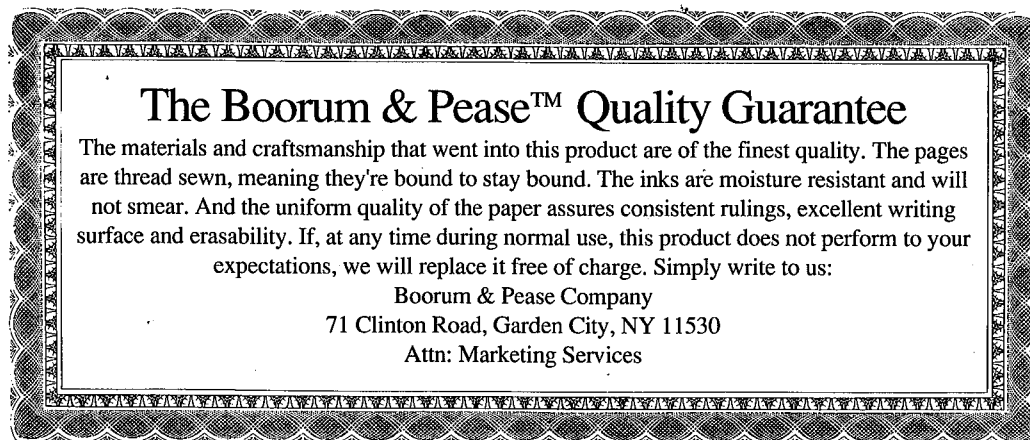 The Boorum & Pease™ Quality Guarantee
The materials and craftsmanship that went into this product are of the finest quality. The pages
are thread sewn, meaning they're bound to stay bound. The inks are moisture resistant and will
not smear. And the uniform quality of the paper assures consistent rulings, excellent writing
surface and erasability. If, at any time during normal use, this product does not perform to your
expectations, we will replace it free of charge. Simply write to us:
Boorum & Pease Company
71 Clinton Road, Garden City, NY 11530
Attn: Marketing Services